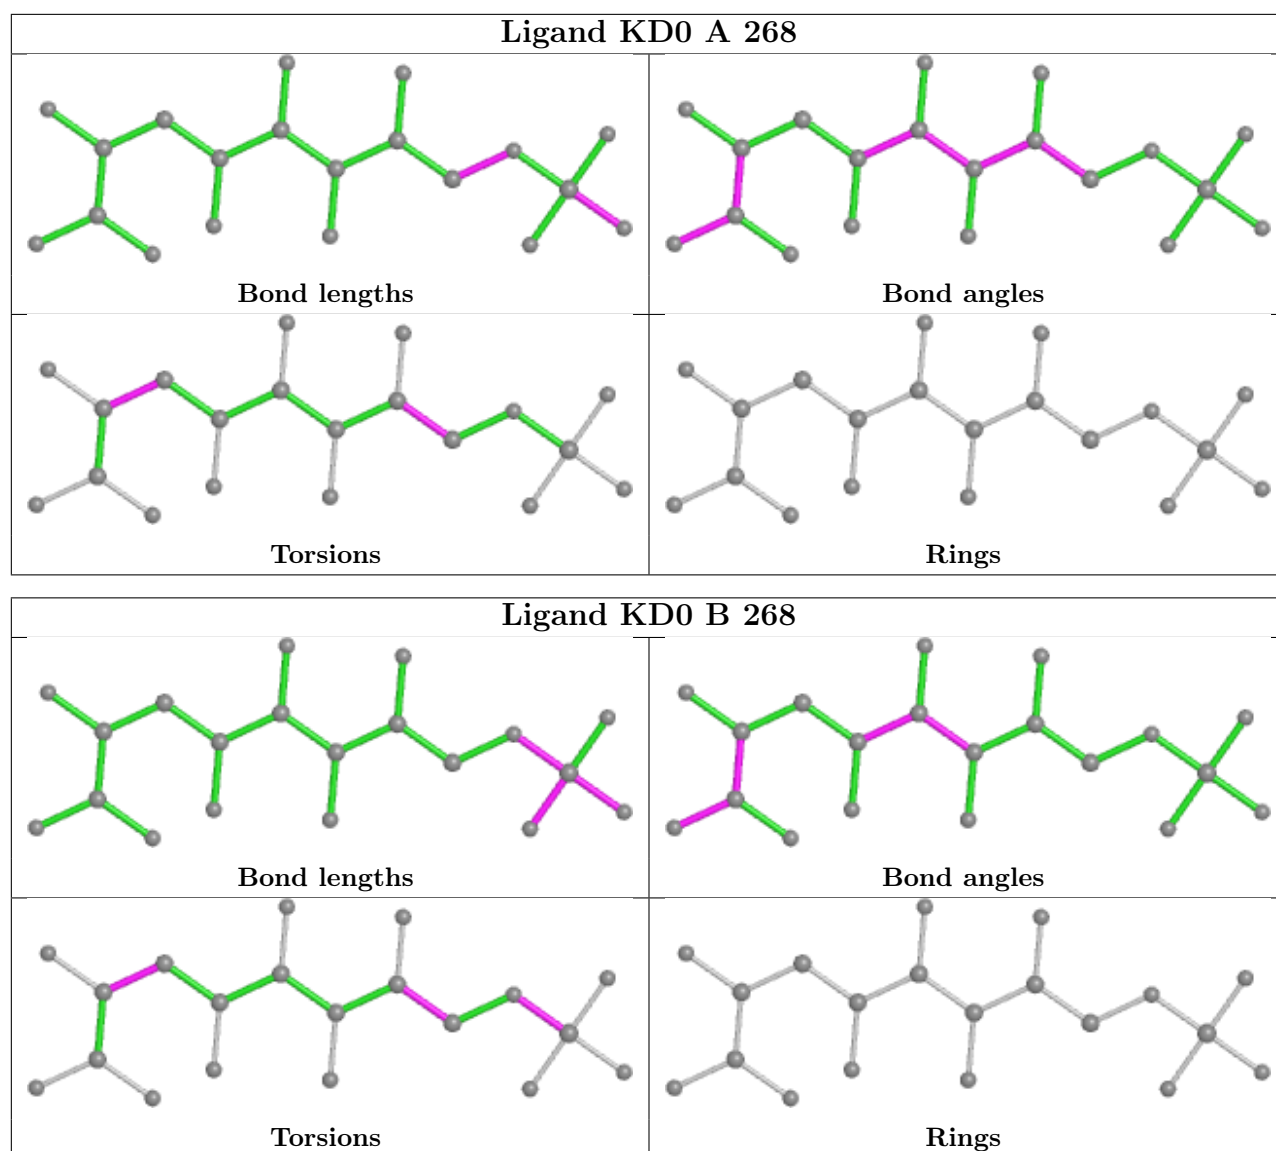 Ligand KD0 A 268
Bond lengths
Bond angles
Torsions
Rings
Ligand KD0 B 268
Bond lengths
Bond angles
Torsions
Rings